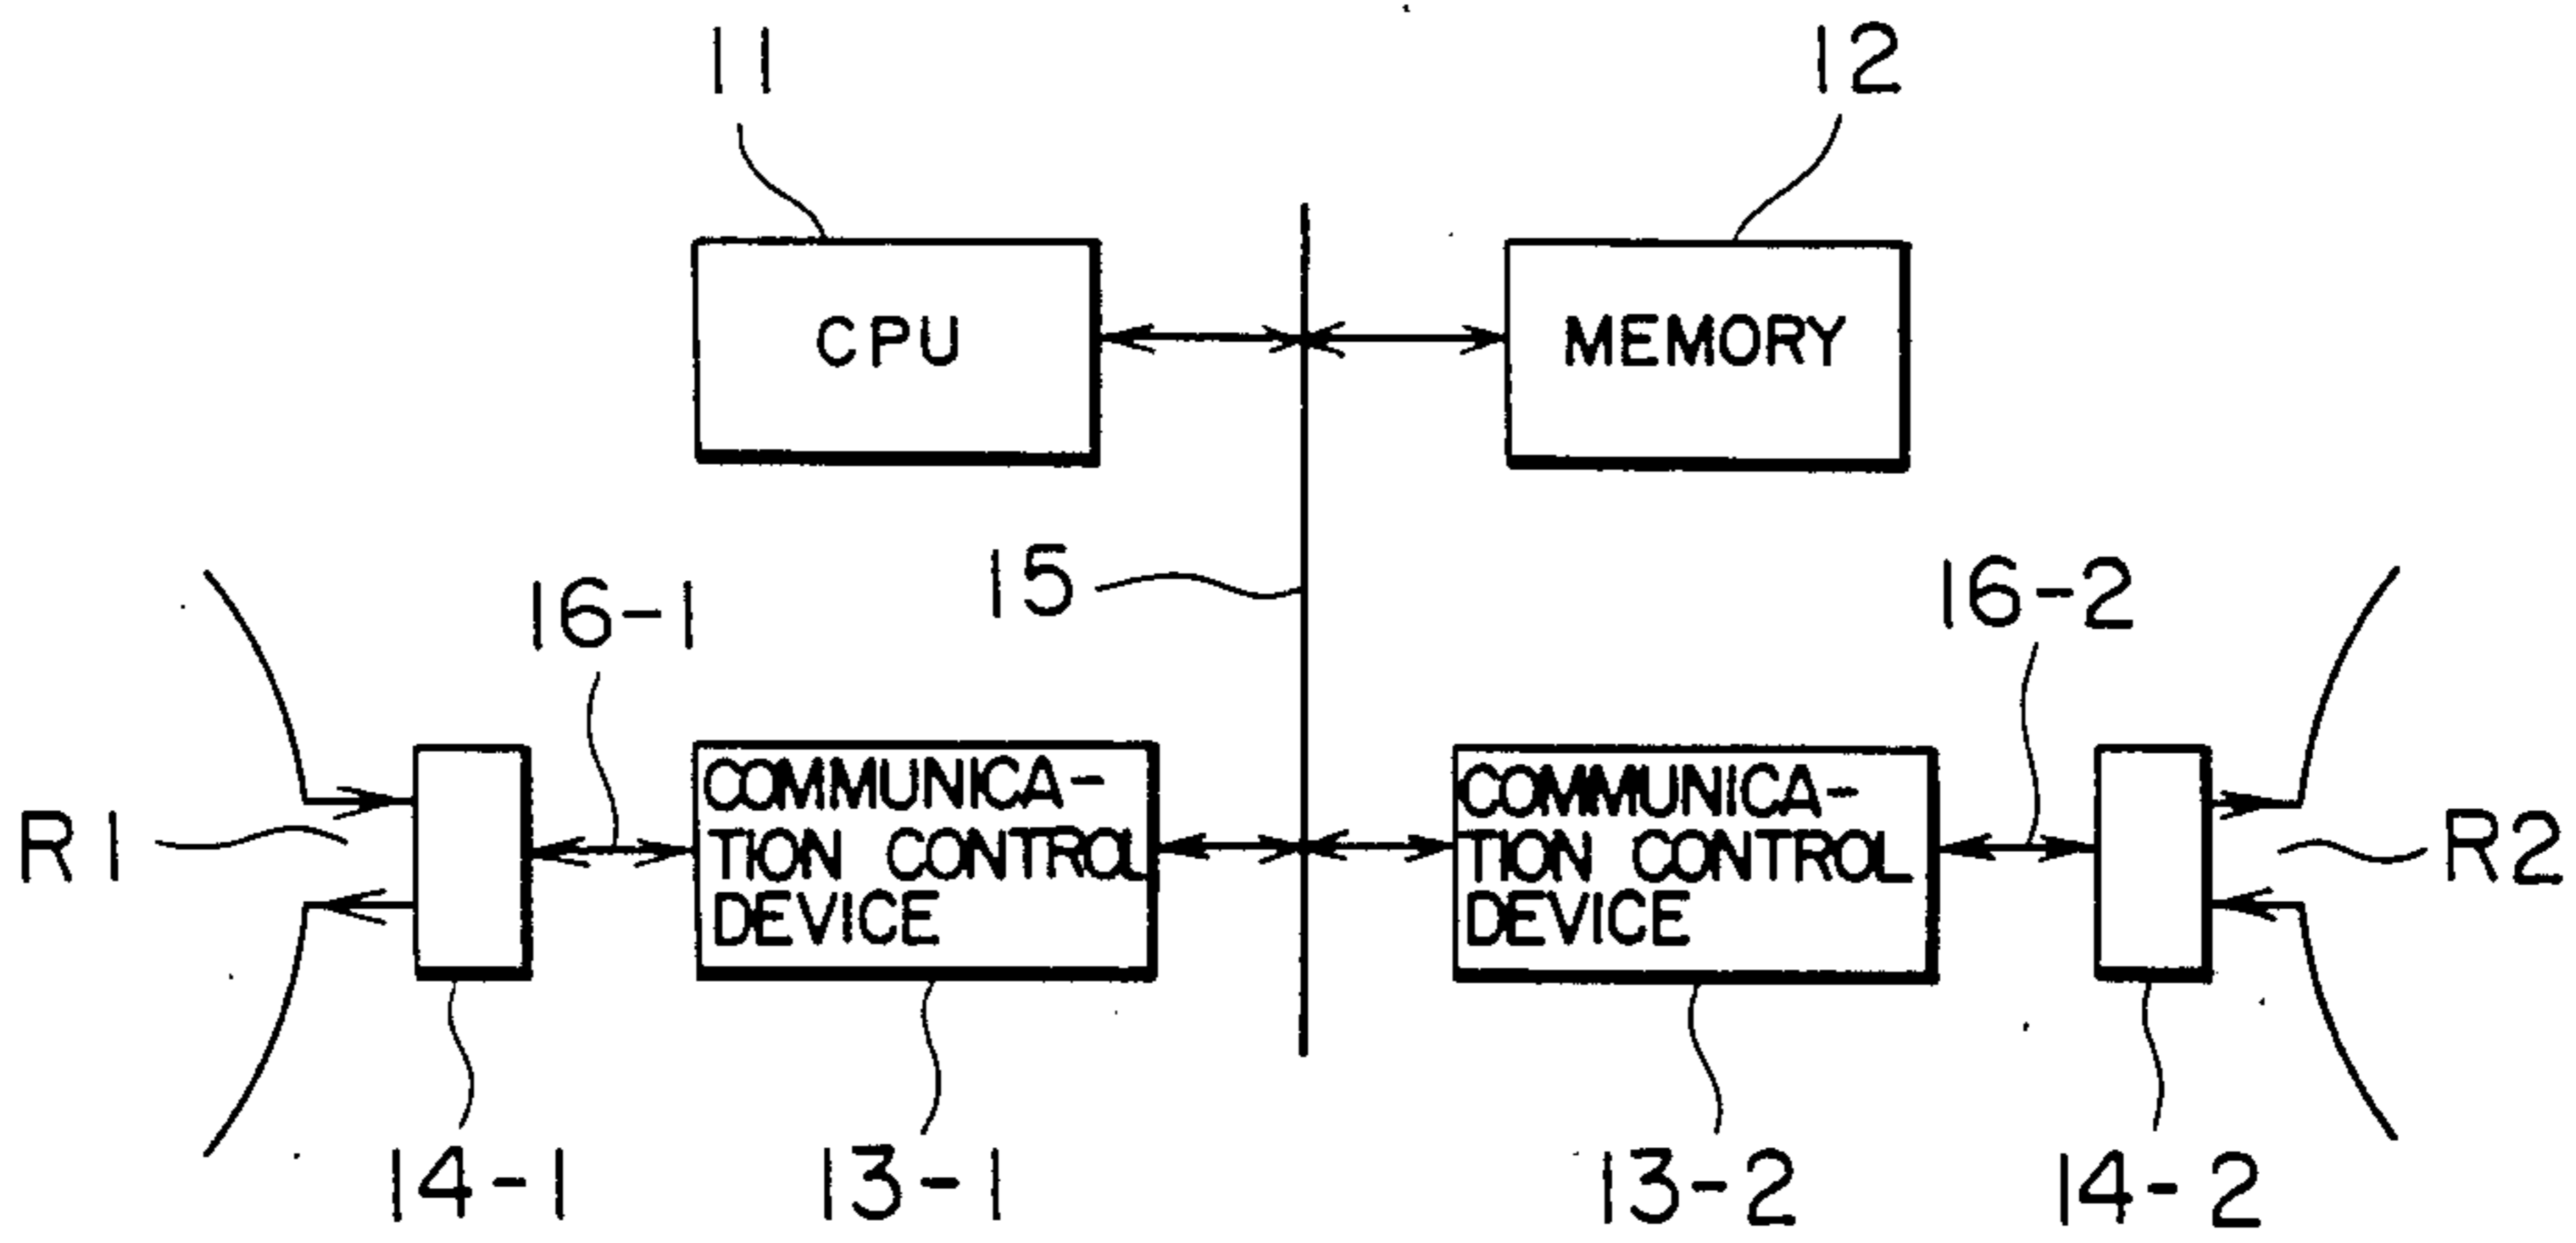 11
12
CPU
MEMORY
15
16-1
16-2
R1
COMMUNICA-
TION CONTROL
DEVICE
COMMUNICA-
TION CONTROL
DEVICE
R2
14-1
13-1
13-2
14-2